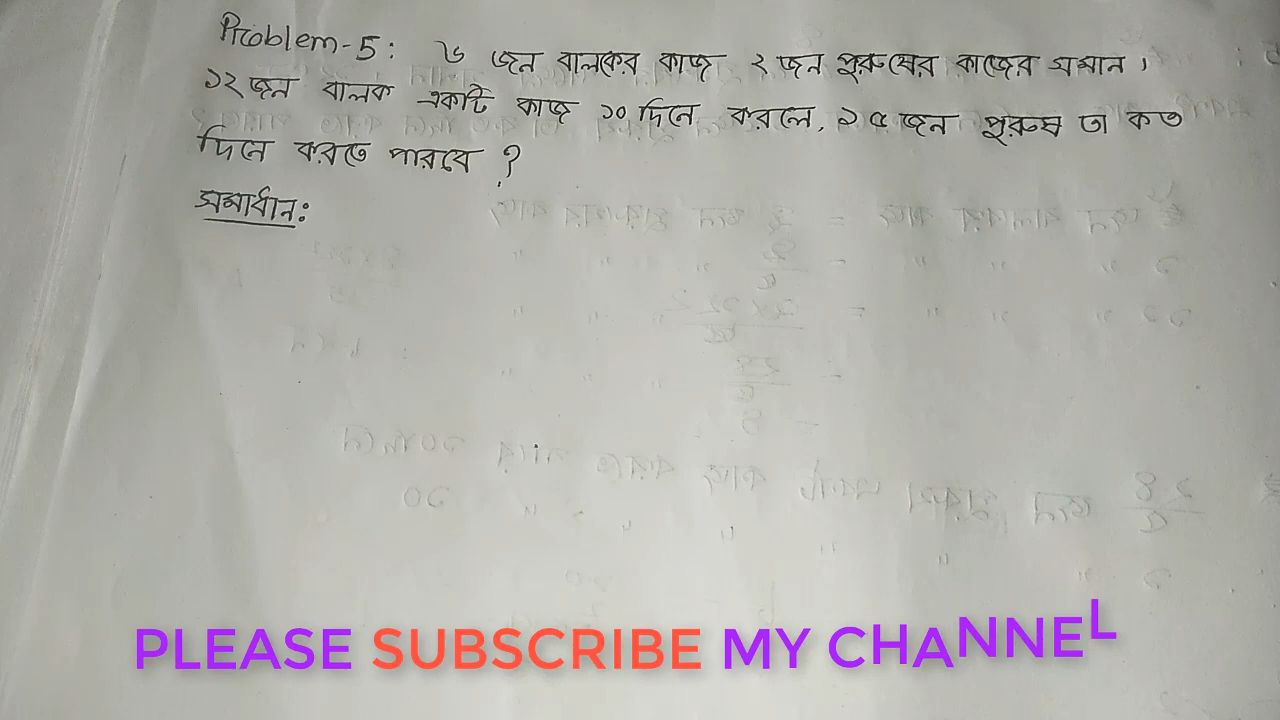 Problem-5: ৬ জন বালকের কাজ ২ জন পুরুষের কাজের সমান।
১২ জন বালক একটি কাজ ১০ দিনে করলে, ১৫ জন পুরুষ তা কত
দিনে করতে পারবে ?
সমাধান:
PLEASE SUBSCRIBE MY CHANNEL